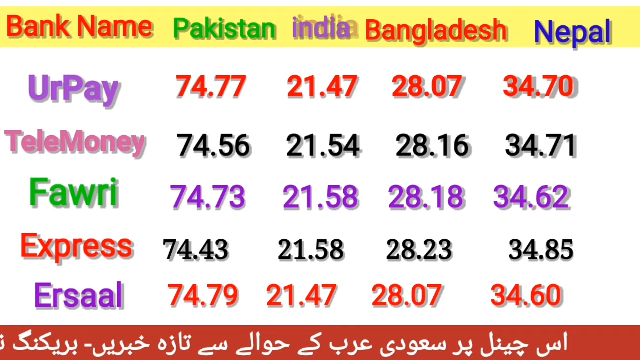 Bank Name Pakistan india Bangladesh Nepal
UrPay 74.77 21.47 28.07 34.70
TeleMoney 74.56 21.54 28.16 34.71
Fawri 74.73 21.58 28.18 34.62
Express 74.43 21.58 28.23 34.85
Ersaal 74.79 21.47 28.07 34.60
اس چینل پر سعودی عرب کے حوالے سے تازہ خبریں- بریکنگ